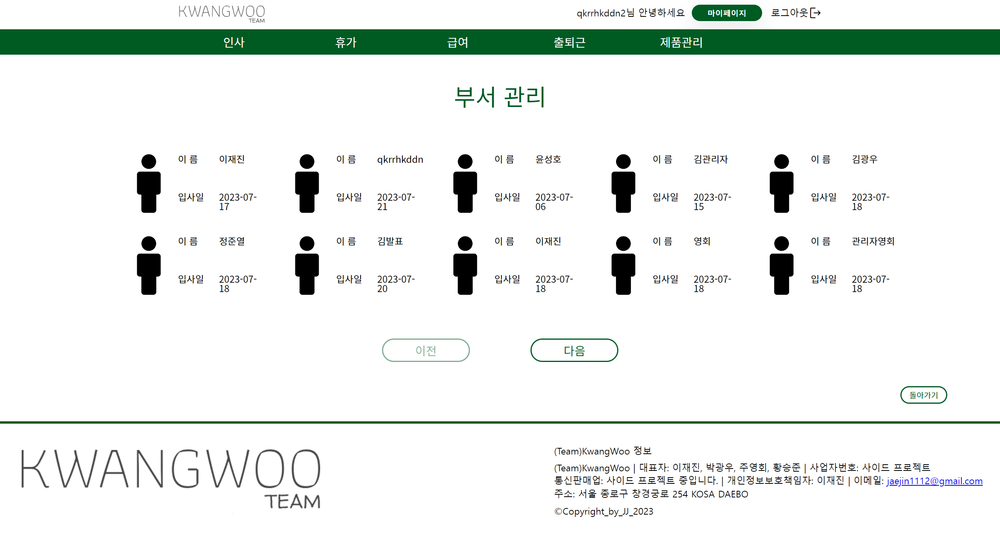 KWANGWOO
TEAM
qkrrhkddn2님 안녕하세요 마이페이지 로그아웃
인사 휴가 급여 출퇴근 제품관리
부서 관리
이 름 이재진
입사일 2023-07-
17
이 름 qkrrhkddn
입사일 2023-07-
21
이 름 윤성호
입사일 2023-07-
06
이 름 김관리자
입사일 2023-07-
15
이 름 김광우
입사일 2023-07-
18
이 름 정준열
입사일 2023-07-
18
이 름 김발표
입사일 2023-07-
20
이 름 이재진
입사일 2023-07-
18
이 름 영회
입사일 2023-07-
18
이 름 관리자영회
입사일 2023-07-
18
이전 다음
돌아가기
KWANGWOO
TEAM
(Team)KwangWoo 정보
(Team)KwangWoo | 대표자: 이재진, 박광우, 주영회, 황승준 | 사업자번호: 사이드 프로젝트
통신판매업: 사이드 프로젝트 중입니다. | 개인정보보호책임자: 이재진 | 이메일: jaejin1112@gmail.com
주소: 서울 종로구 창경궁로 254 KOSA DAEBO
©Copyright_by_JJ_2023